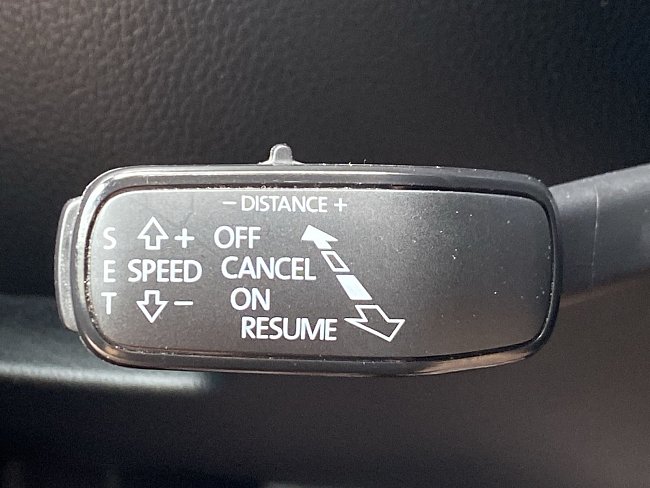 − DISTANCE +
S + OFF
E SPEED CANCEL
T − ON
RESUME